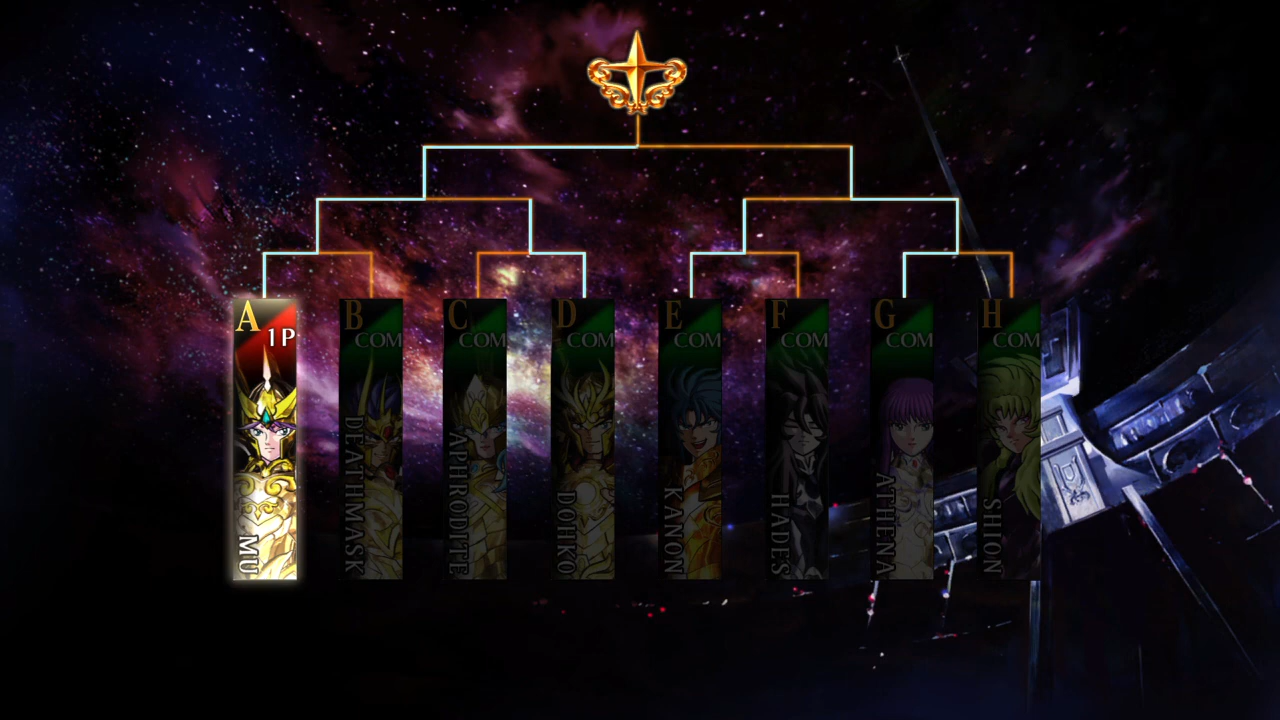 A
1P
MU
B
COM
DEATHMASK
C
COM
APHRODITE
D
COM
DOHKO
E
COM
KANON
F
COM
HADES
G
COM
ATHENA
H
COM
SHION